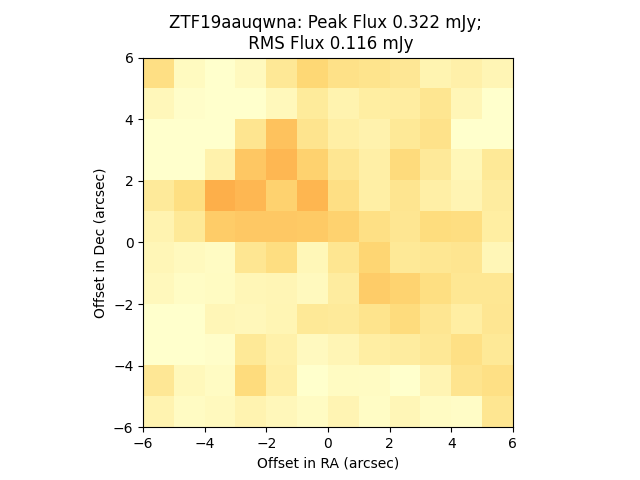 ZTF19aauqwna: Peak Flux 0.322 mJy;
RMS Flux 0.116 mJy
6
4
2
0
−2
−4
−6
Offset in Dec (arcsec)
−6 −4 −2 0 2 4 6
Offset in RA (arcsec)